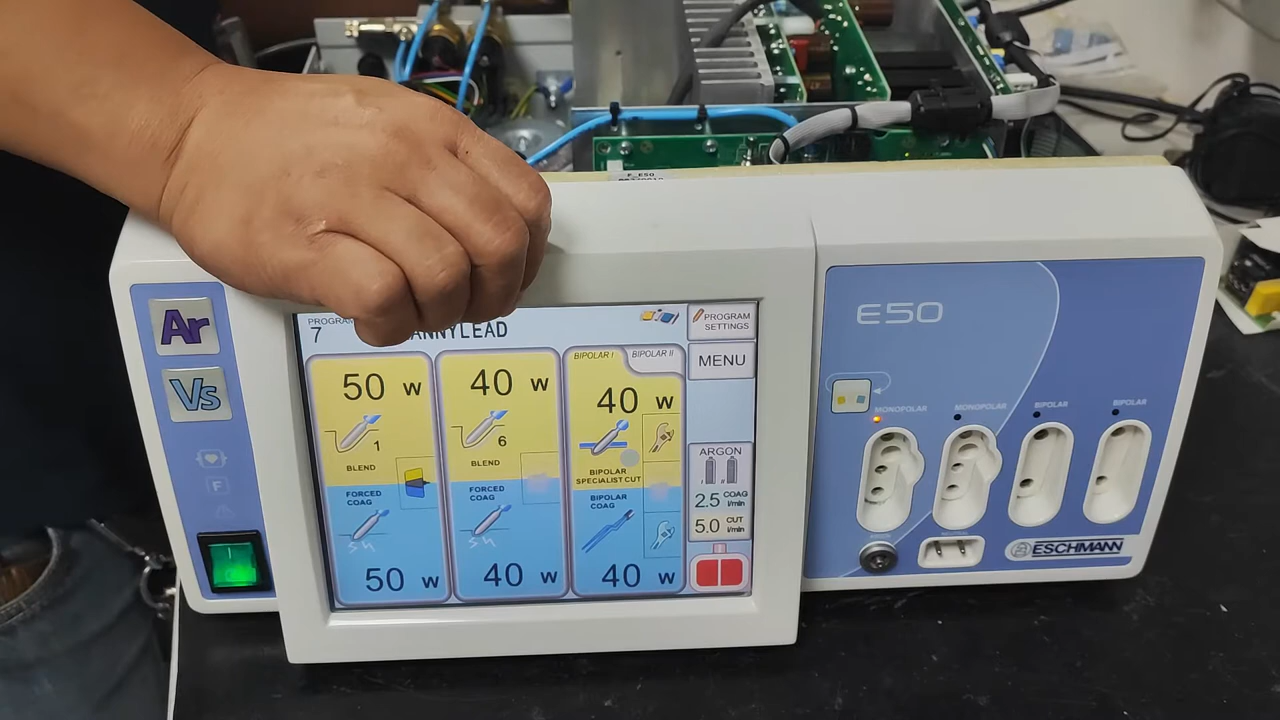 E_E50
Ar
Vs
F
7
ANNYLEAD
PROGRAM
SETTINGS
MENU
50 W
1
BLEND
FORCED
COAG
50 W
40 W
6
BLEND
FORCED
COAG
40 W
BIPOLAR I
BIPOLAR II
40 W
BIPOLAR
SPECIALIST CUT
BIPOLAR
COAG
40 W
ARGON
2.5 COAG l/min
5.0 CUT l/min
E50
MONOPOLAR
MONOPOLAR
BIPOLAR
BIPOLAR
ESCHMANN